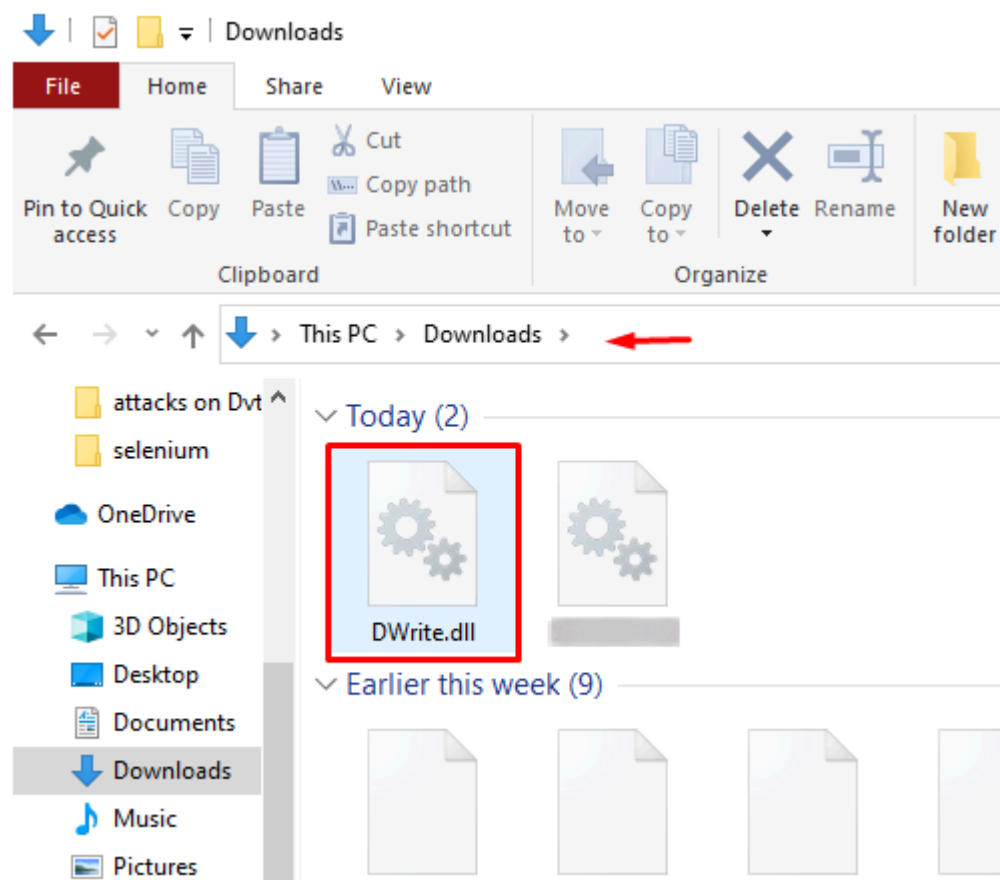 Downloads
File Home Share View
Pin to Quick access
Copy
Paste
Cut
Copy path
Paste shortcut
Move to
Copy to
Delete
Rename
New folder
Clipboard
Organize
This PC > Downloads >
attacks on Dvt
selenium
OneDrive
This PC
3D Objects
Desktop
Documents
Downloads
Music
Pictures
Today (2)
DWrite.dll
Earlier this week (9)